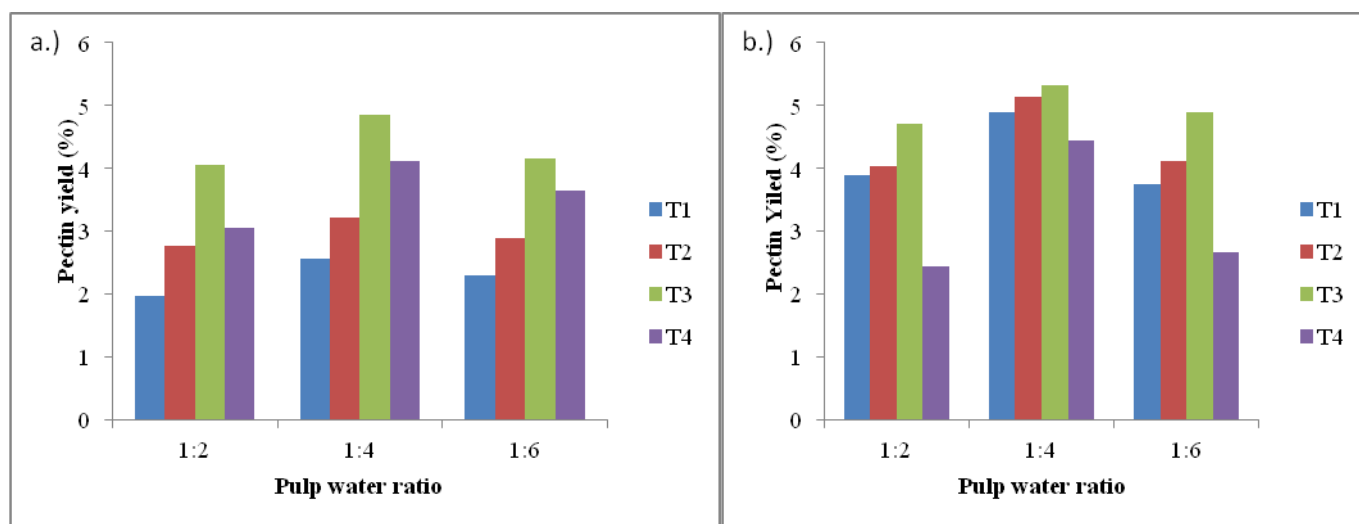 a.)
6
5
4
3
2
1
0
Pectin yield (%)
1:2 1:4 1:6
Pulp water ratio
T1
T2
T3
T4
b.)
6
5
4
3
2
1
0
Pectin Yiled (%)
1:2 1:4 1:6
Pulp water ratio
T1
T2
T3
T4